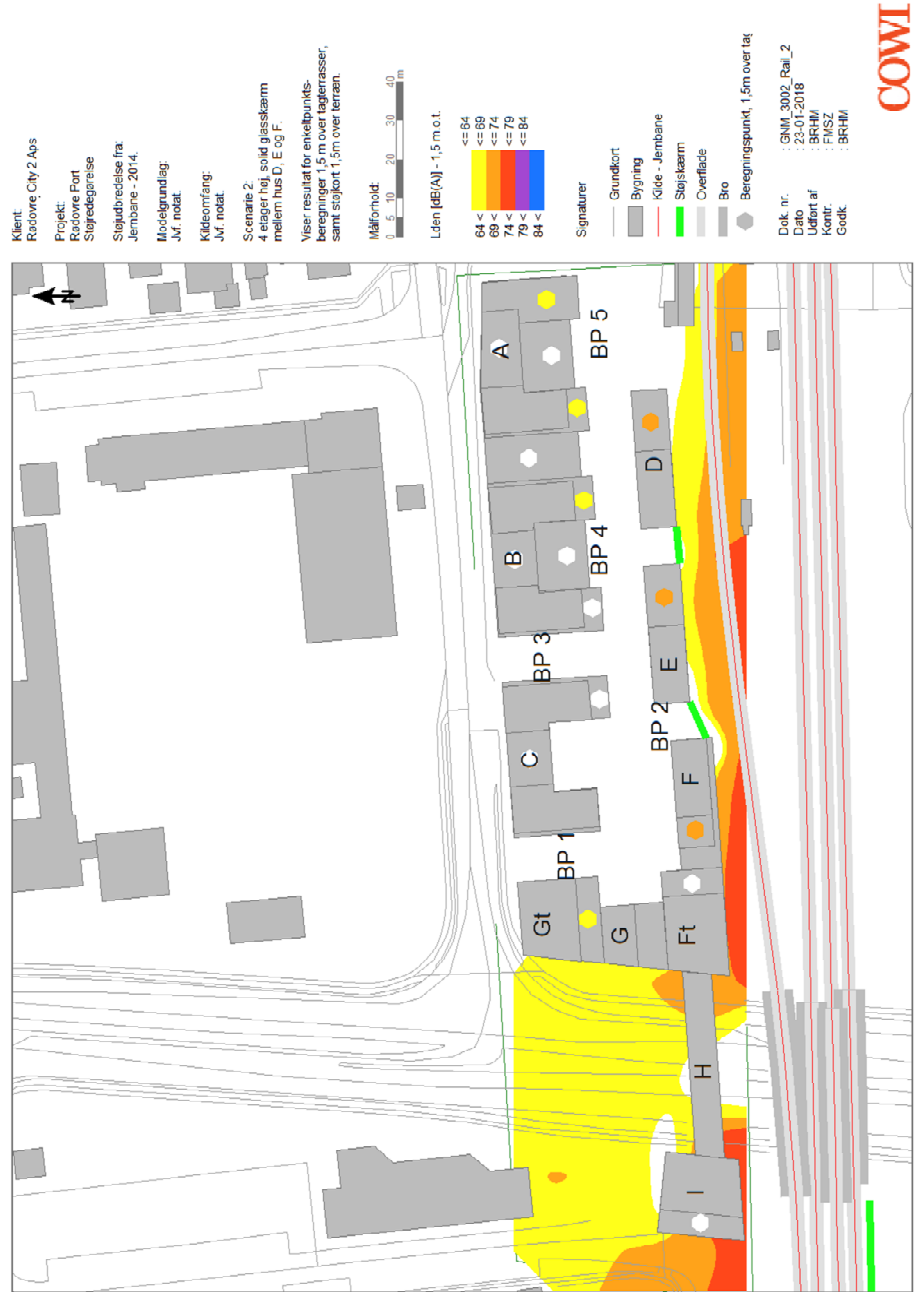 Klient:
Rødovre City 2 Aps
Projekt:
Rødovre Port
Støjredegørelse
Støjudbredelse fra:
Jernbane - 2014.
Modelgrundlag:
Jvf. notat.
Kildeomfang:
Jvf. notat.
Scenarie 2:
4 etager høj, solid glasskærm
mellem hus D, E og F.
Viser resultat for enkeltpunkts-
beregninger 1,5 m over tagterrasser,
samt støjkort 1,5m over terræn.
Målforhold:
0 5 10 20 30 40 m
Lden [dB(A)] - 1,5 m.o.t.
<= 64
64 < <= 69
69 < <= 74
74 < <= 79
79 < <= 84
84 <
Signaturer
Grundkort
Bygning
Kilde - Jernbane
Støjskærm
Overflade
Bro
Beregningspunkt, 1,5m over tag
Dok. nr. : GNM_3002_Rail_2
Dato : 23-01-2018
Udført af : BRHM
Kontr. : FMSZ
Godk. : BRHM
COWI
N
A
BP 5
B
BP 4
D
BP 3
C
E
BP 2
F
BP 1
Gt
G
Ft
H
I